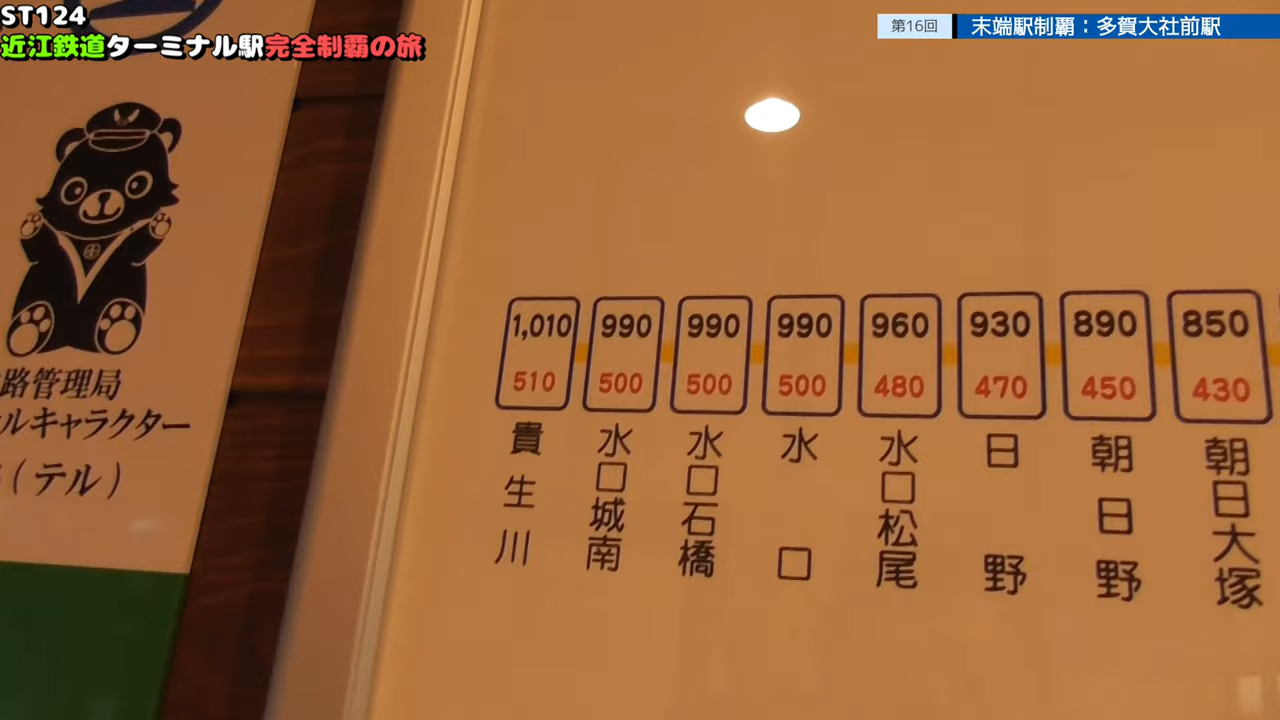 ST124
近江鉄道ターミナル駅完全制覇の旅
第16回
末端駅制覇：多賀大社前駅
路管理局
ルキャラクター
(テル)
1,010 990 990 990 960 930 890 850
510 500 500 500 480 470 450 430
貴生川
水口城南
水口石橋
水口
水口松尾
日野
朝日野
朝日大塚